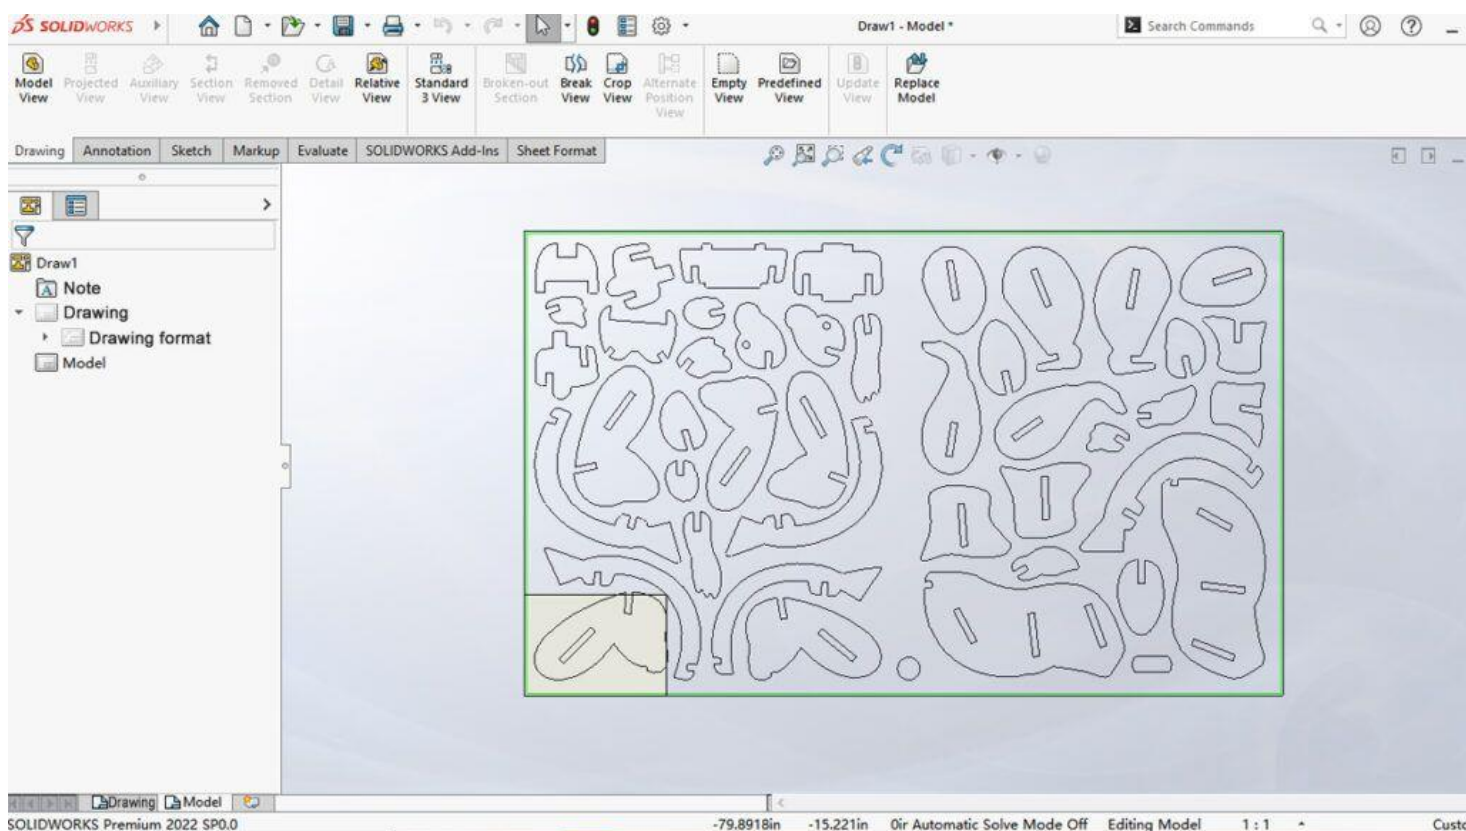 SOLIDWORKS
Draw1 - Model *
Search Commands
Model View
Projected View
Auxiliary View
Section View
Removed Section
Detail View
Relative View
Standard 3 View
Broken-out Section
Break View
Crop View
Alternate Position View
Empty View
Predefined View
Update View
Replace Model
Drawing Annotation Sketch Markup Evaluate SOLIDWORKS Add-Ins Sheet Format
Draw1
Note
Drawing
Drawing format
Model
Drawing Model
SOLIDWORKS Premium 2022 SP0.0 -79.8918in -15.221in 0ir Automatic Solve Mode Off Editing Model 1 : 1 Custo